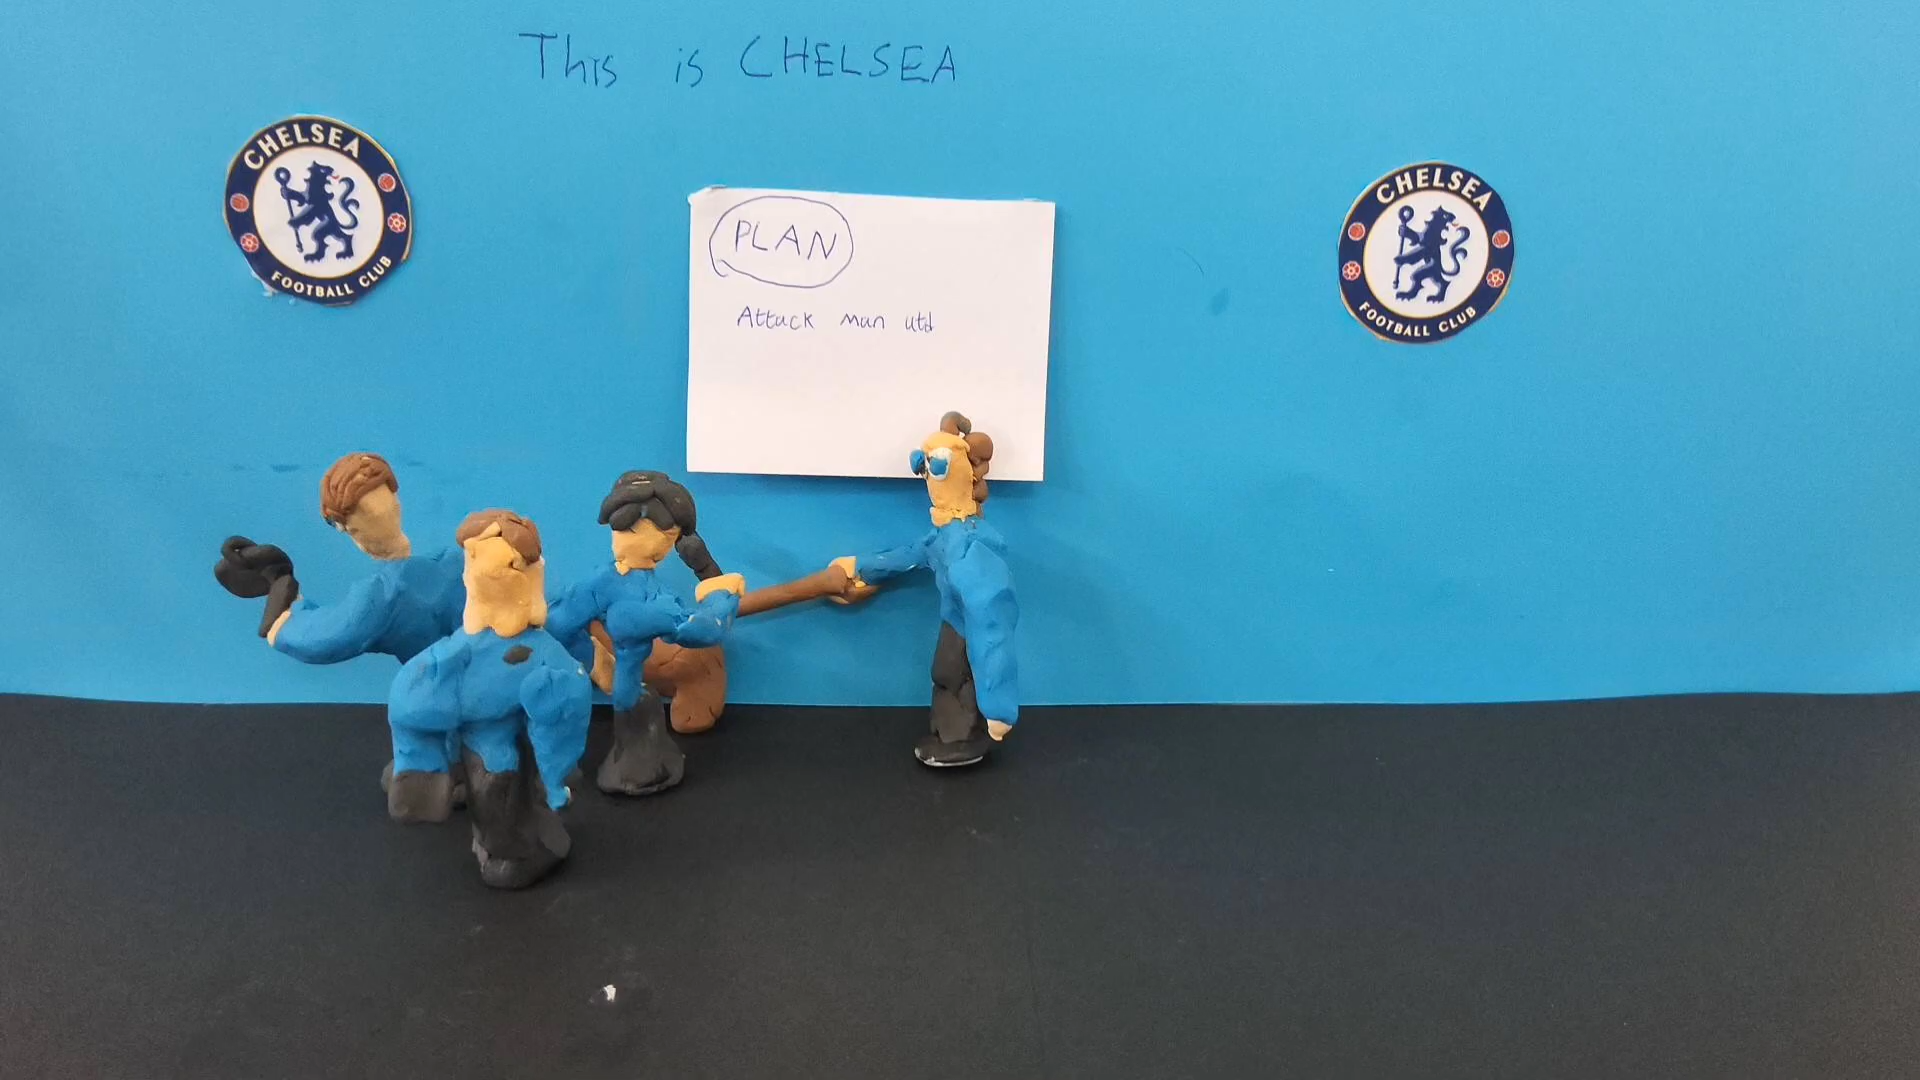 This is CHELSEA
CHELSEA
FOOTBALL CLUB
PLAN
Attack Man utd
CHELSEA
FOOTBALL CLUB